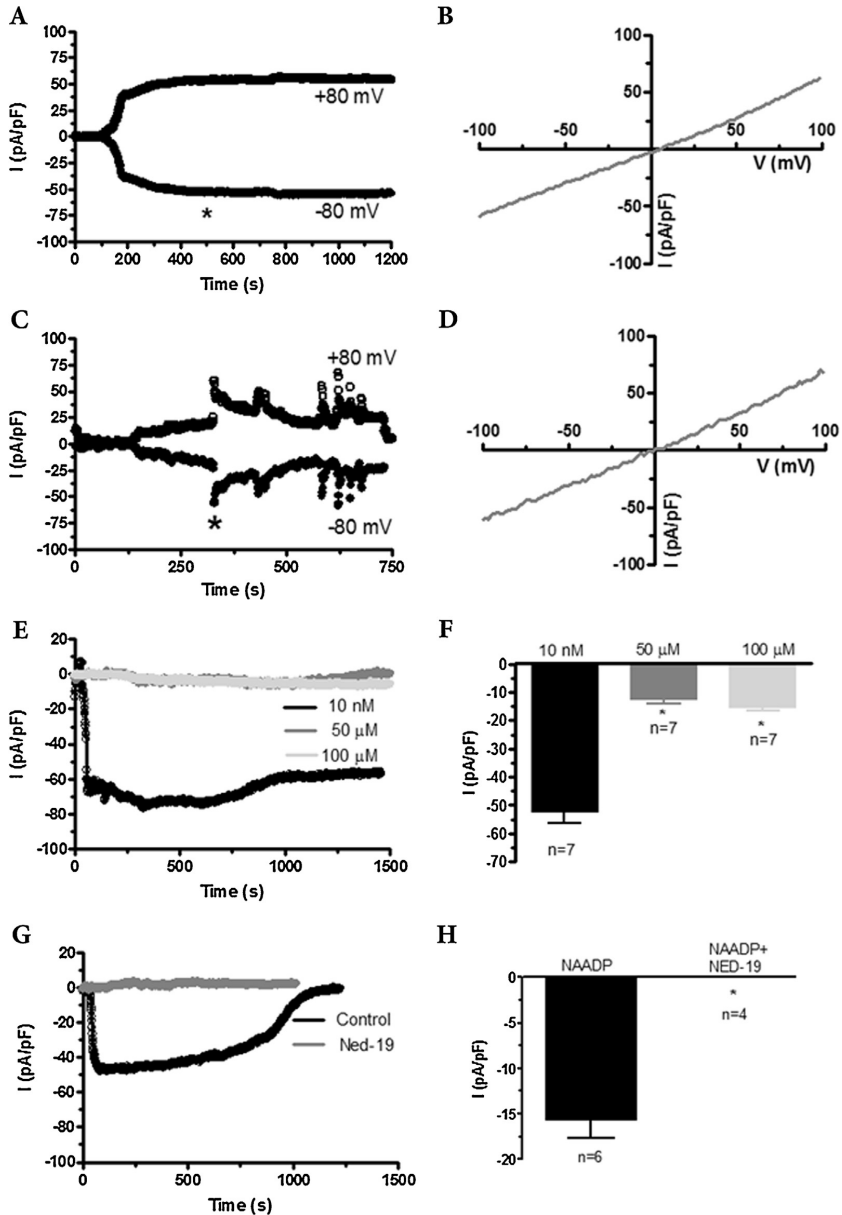 A
100
75
50
25
0
-25
-50
-75
-100
I (pA/pF)
+80 mV
-80 mV
*
0 200 400 600 800 1000 1200
Time (s)
B
100
50
-50
-100
-100 -50 50 100
V (mV)
I (pA/pF)
C
100
75
50
25
0
-25
-50
-75
-100
I (pA/pF)
+80 mV
-80 mV
*
0 250 500 750
Time (s)
D
100
50
-50
-100
-100 -50 50 100
V (mV)
I (pA/pF)
E
20
0
-20
-40
-60
-80
-100
I (pA/pF)
10 nM
50 μM
100 μM
0 500 1000 1500
Time (s)
F
10 nM 50 μM 100 μM
0
-10
-20
-30
-40
-50
-60
-70
I (pA/pF)
* *
n=7 n=7
n=7
G
20
0
-20
-40
-60
-80
-100
I (pA/pF)
Control
Ned-19
0 500 1000 1500
Time (s)
H
NAADP
NAADP+
NED-19
0
-5
-10
-15
-20
I (pA/pF)
*
n=4
n=6